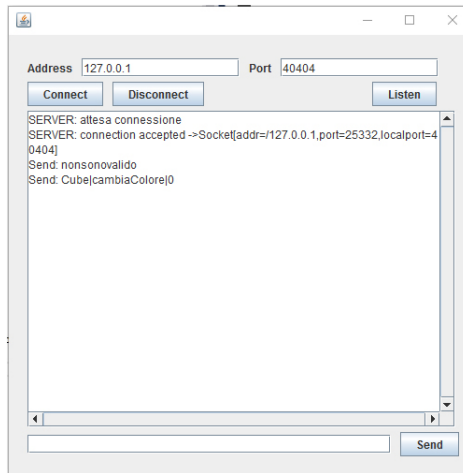 Address 127.0.0.1 Port 40404
Connect Disconnect Listen
SERVER: attesa connessione
SERVER: connection accepted ->Socket[addr=/127.0.0.1,port=25332,localport=4
0404]
Send: nonsonovalido
Send: Cube|cambiaColore|0
Send